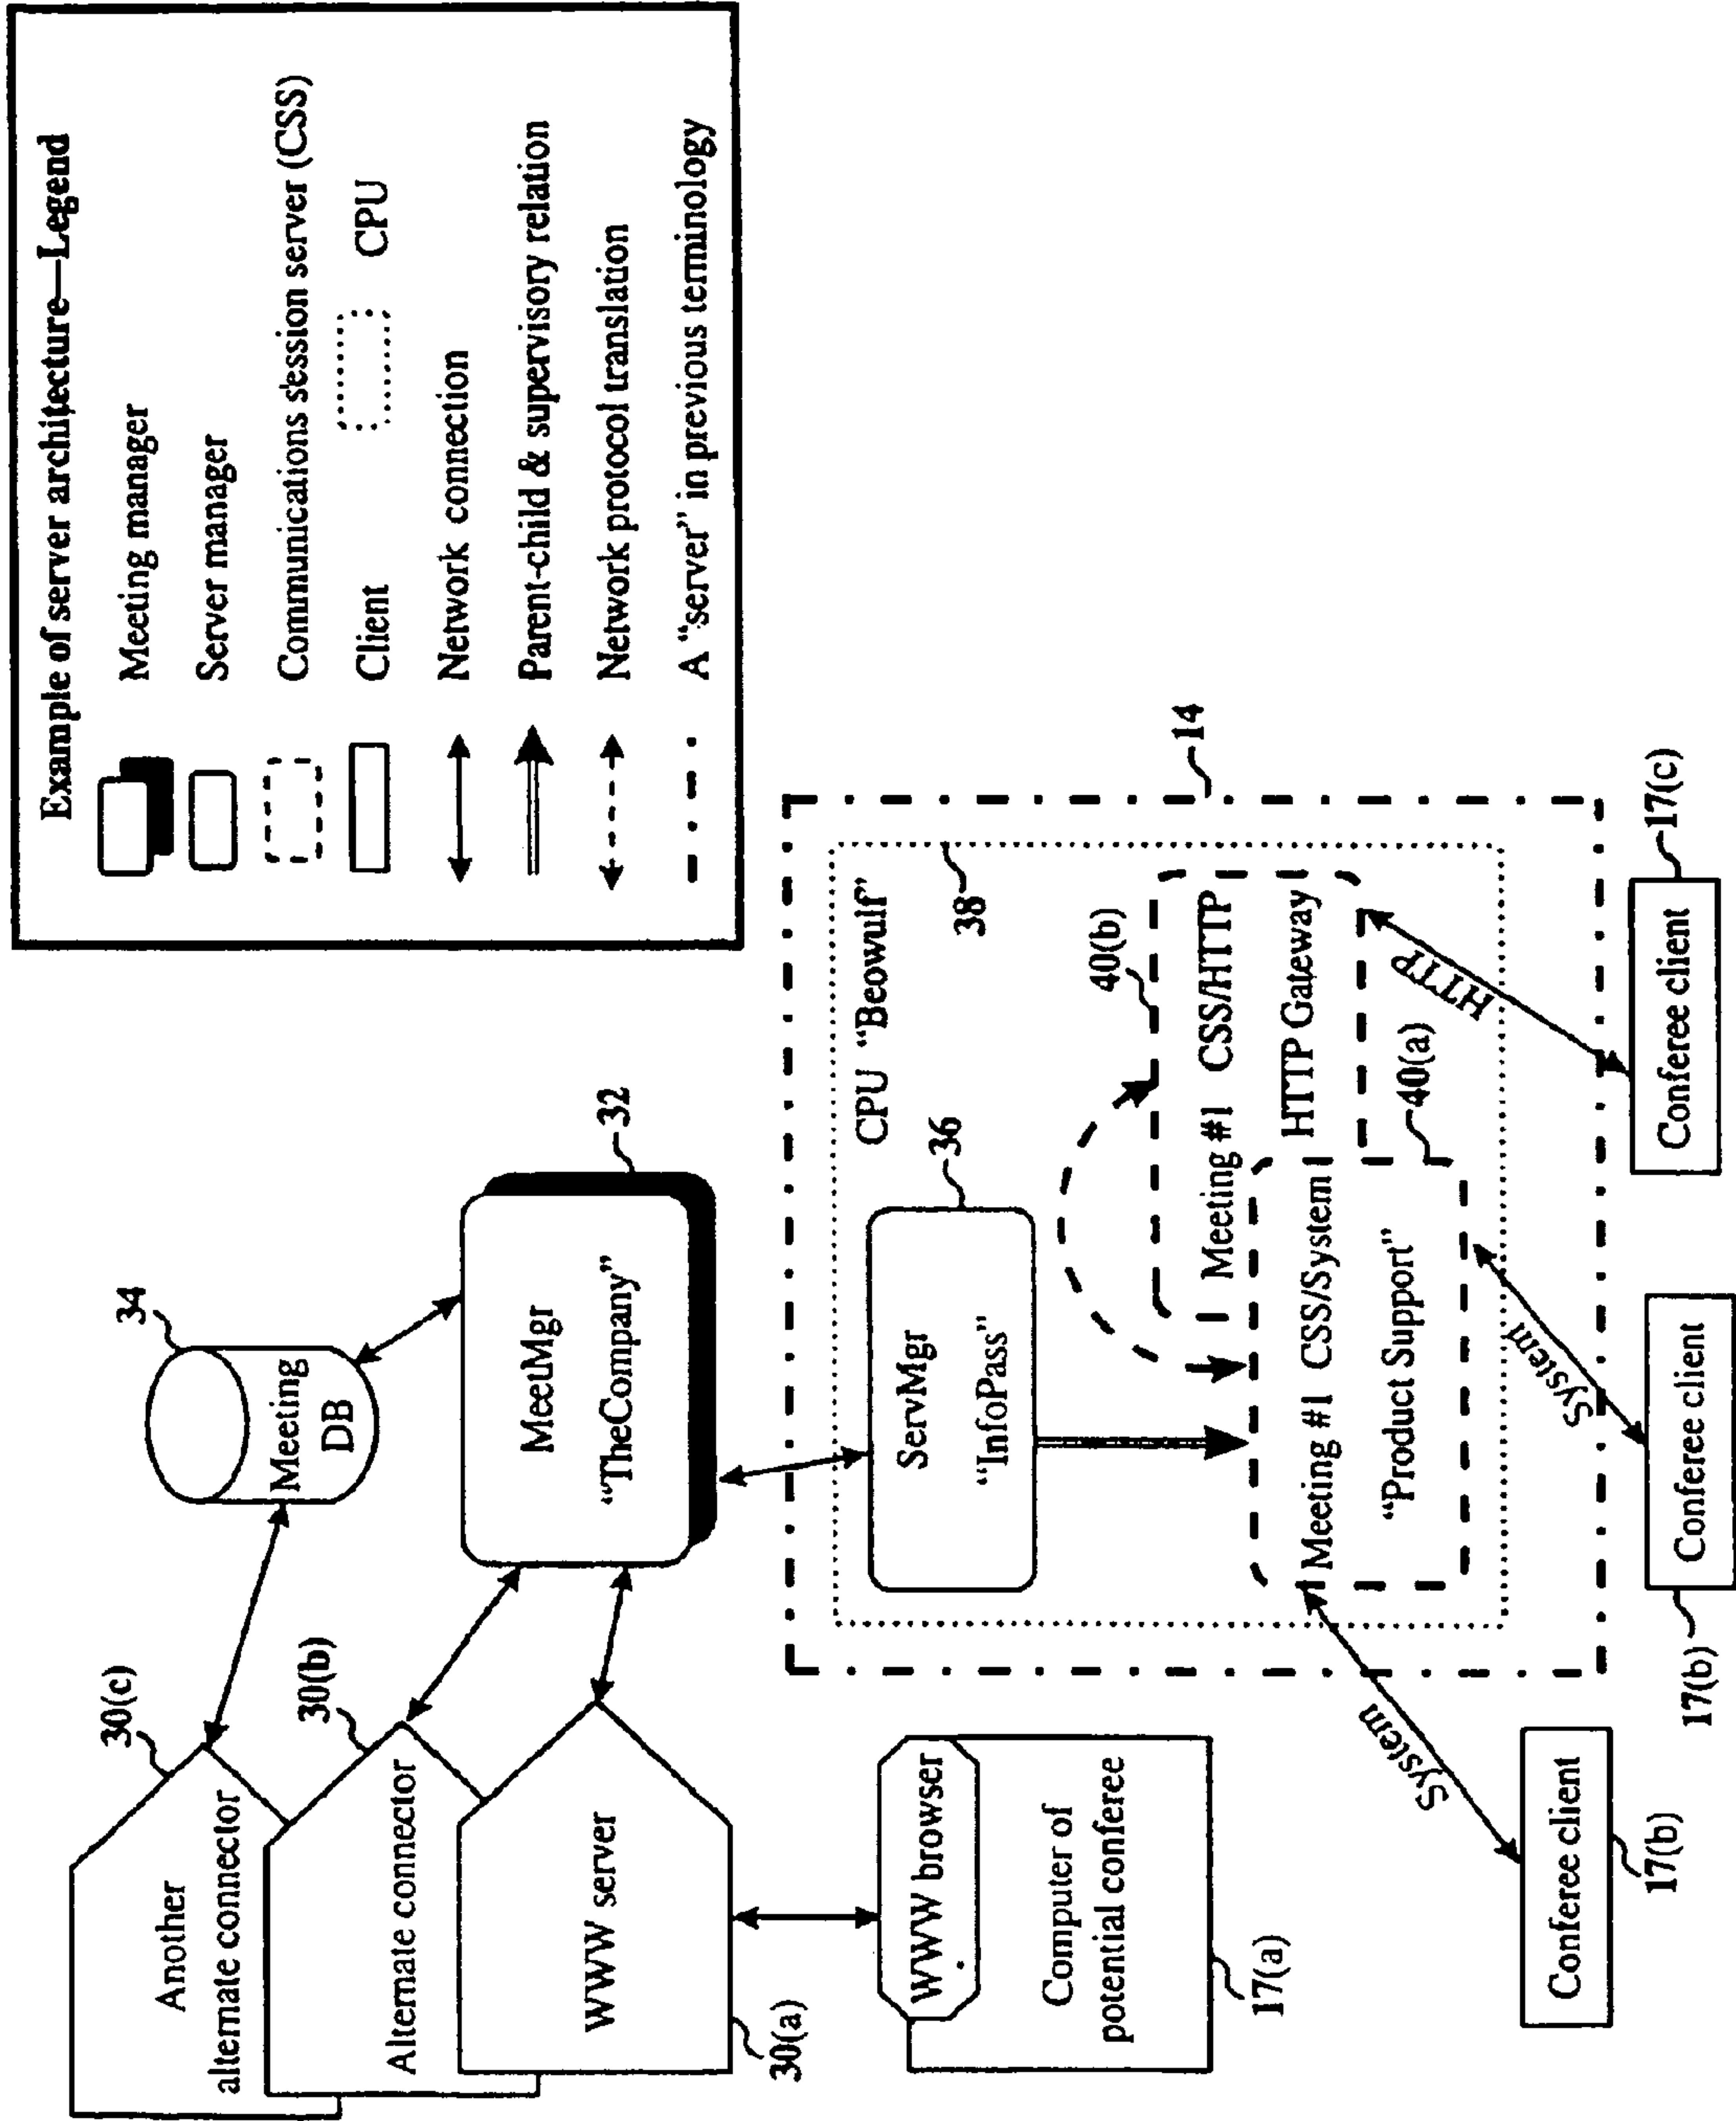 Example of server architecture—Legend
Meeting manager
Server manager
Communications session server (CSS)
Client
CPU
Network connection
Parent-child & supervisory relation
Network protocol translation
A “server” in previous terminology
30(c)
Another
alternate connector
30(b)
Alternate connector
WWW server
30(a)
34
Meeting
DB
MeetMgr
“TheCompany”
32
WWW browser
Computer of
potential conferee
17(a)
14
38
CPU “Beowulf”
ServMgr
“InfoPass”
36
40(b)
Meeting #1 CSS/HTTP
HTTP Gateway
Meeting #1 CSS/System
“Product Support”
40(a)
System
System
HTTP
Conferee client
17(b)
Conferee client
17(b)
Conferee client
17(c)